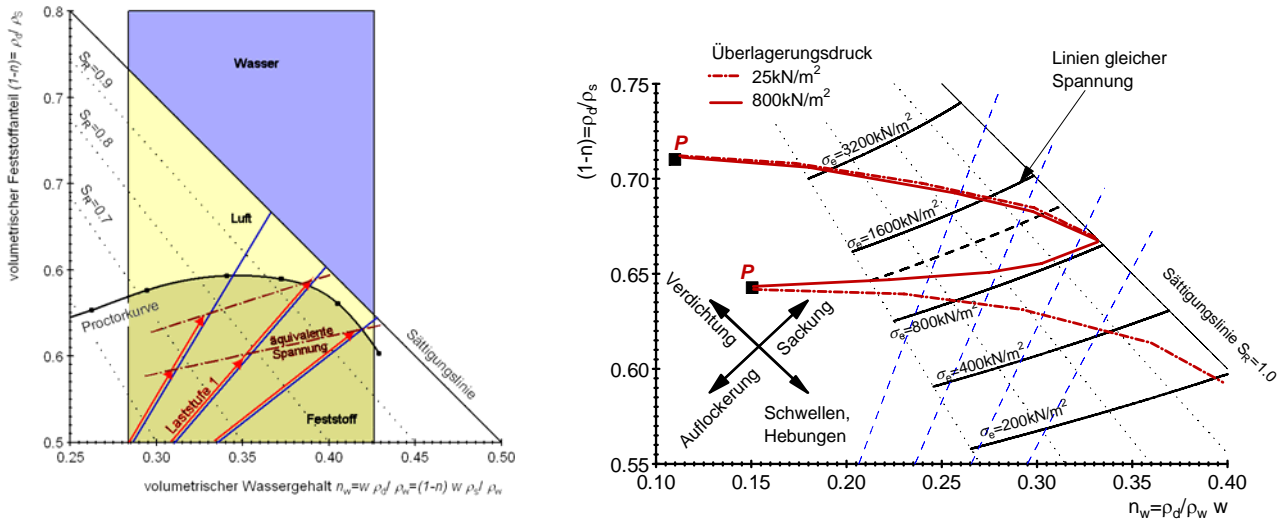 volumetrischer Feststoffanteil (1-n)= ρd/ ρS
0.8
0.7
0.7
0.6
0.6
0.5
0.25
0.30
0.35
0.40
0.45
0.50
SR=0.9
SR=0.8
SR=0.7
Wasser
Luft
Proctorkurve
äquivalente
Spannung
Laststufe 1
Feststoff
Sättigungslinie
volumetrischer Wassergehalt nw=w ρd/ ρw=(1-n) w ρs/ ρw
Überlagerungsdruck
25kN/m²
800kN/m²
Linien gleicher
Spannung
(1-n)=ρd/ρs
0.75
0.70
0.65
0.60
0.55
P
P
σe=3200kN/m²
σe=1600kN/m²
σe=800kN/m²
σe=400kN/m²
σe=200kN/m²
Sättigungslinie SR=1.0
Verdichtung
Sackung
Auflockerung
Schwellen,
Hebungen
0.10
0.15
0.20
0.25
0.30
0.35
0.40
nw=ρd/ρw w